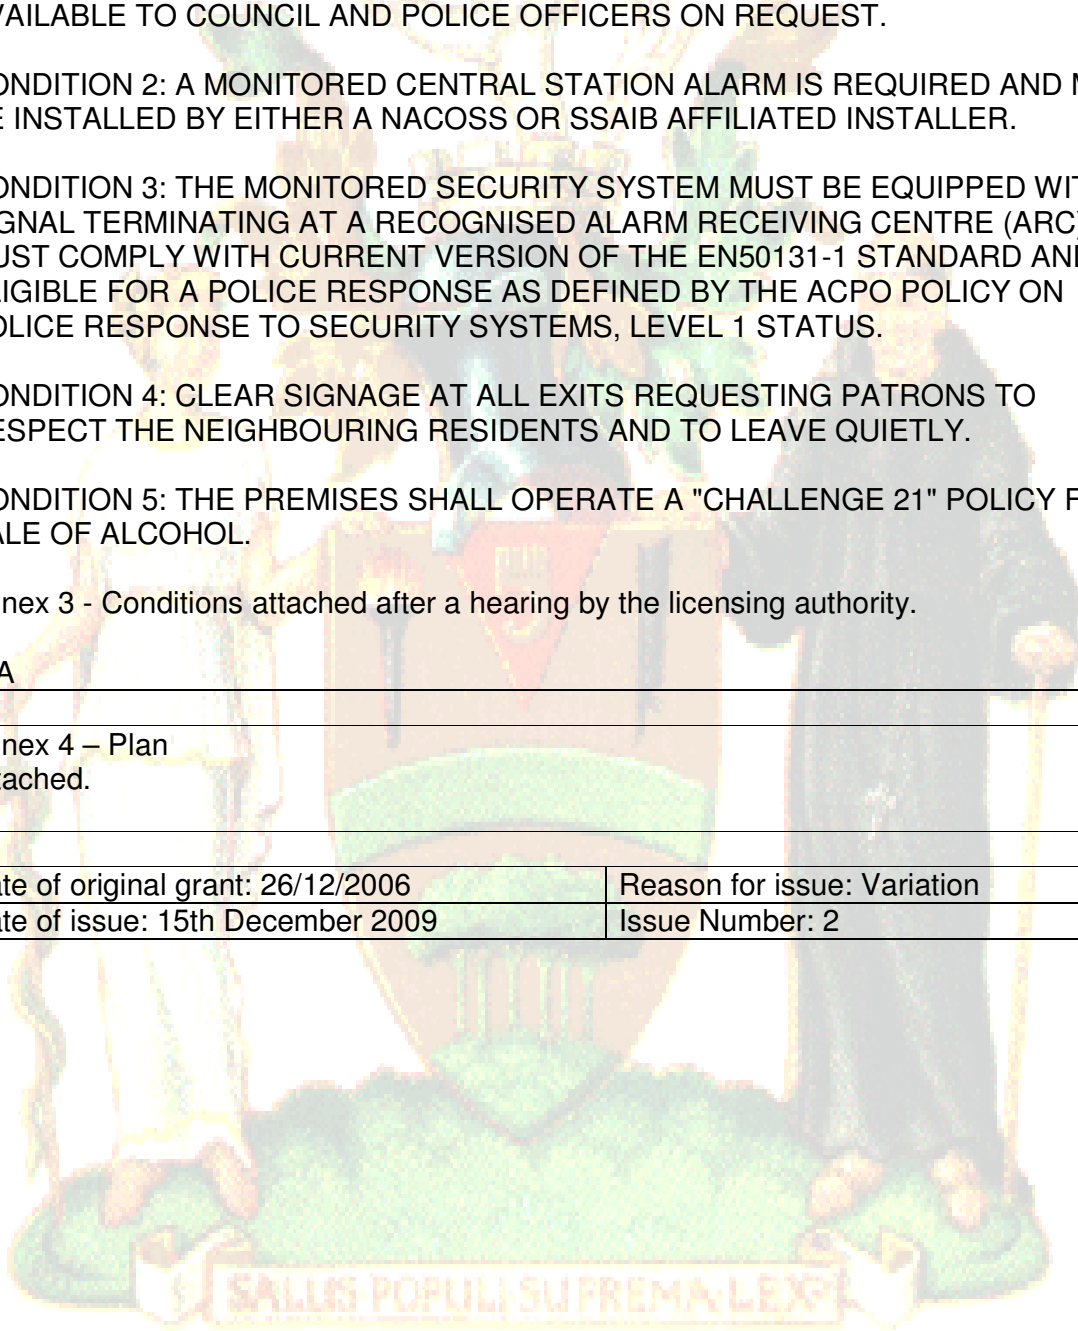 VAILABLE TO COUNCIL AND POLICE OFFICERS ON REQUEST.
ONDITION 2: A MONITORED CENTRAL STATION ALARM IS REQUIRED AND M
E INSTALLED BY EITHER A NACOSS OR SSAIB AFFILIATED INSTALLER.
ONDITION 3: THE MONITORED SECURITY SYSTEM MUST BE EQUIPPED WIT
IGNAL TERMINATING AT A RECOGNISED ALARM RECEIVING CENTRE (ARC)
UST COMPLY WITH CURRENT VERSION OF THE EN50131-1 STANDARD AND
LIGIBLE FOR A POLICE RESPONSE AS DEFINED BY THE ACPO POLICY ON
OLICE RESPONSE TO SECURITY SYSTEMS, LEVEL 1 STATUS.
ONDITION 4: CLEAR SIGNAGE AT ALL EXITS REQUESTING PATRONS TO
ESPECT THE NEIGHBOURING RESIDENTS AND TO LEAVE QUIETLY.
ONDITION 5: THE PREMISES SHALL OPERATE A "CHALLENGE 21" POLICY F
ALE OF ALCOHOL.
nex 3 - Conditions attached after a hearing by the licensing authority.
A
nex 4 – Plan
tached.
ate of original grant: 26/12/2006 Reason for issue: Variation
ate of issue: 15th December 2009 Issue Number: 2
SALUS POPULI SUPREMA LEX